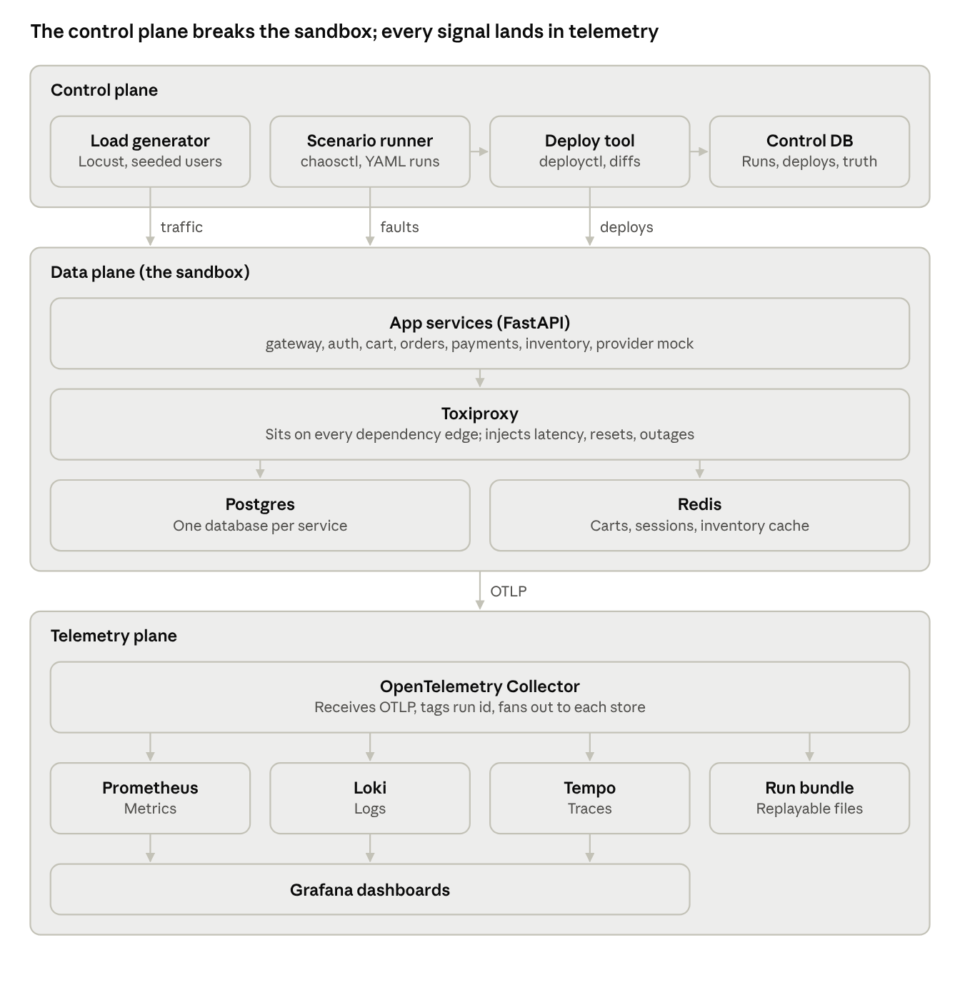 The control plane breaks the sandbox; every signal lands in telemetry
Control plane
Load generator
Locust, seeded users
Scenario runner
chaosctl, YAML runs
Deploy tool
deployctl, diffs
Control DB
Runs, deploys, truth
traffic
faults
deploys
Data plane (the sandbox)
App services (FastAPI)
gateway, auth, cart, orders, payments, inventory, provider mock
Toxiproxy
Sits on every dependency edge; injects latency, resets, outages
Postgres
One database per service
Redis
Carts, sessions, inventory cache
OTLP
Telemetry plane
OpenTelemetry Collector
Receives OTLP, tags run id, fans out to each store
Prometheus
Metrics
Loki
Logs
Tempo
Traces
Run bundle
Replayable files
Grafana dashboards